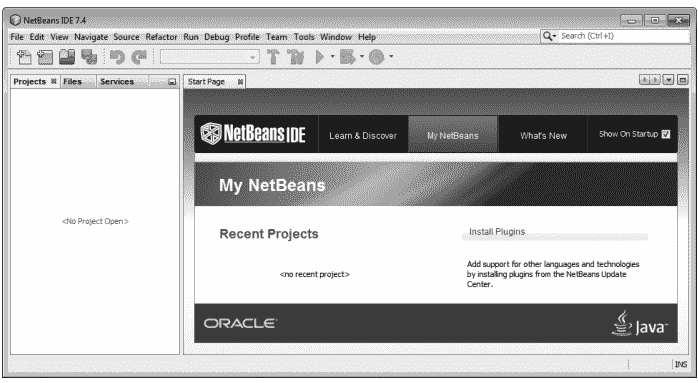 NetBeans IDE 7.4
File Edit View Navigate Source Refactor Run Debug Profile Team Tools Window Help
Search (Ctrl+I)
Projects Files Services
Start Page
NetBeans IDE
Learn & Discover
My NetBeans
What's New
Show On Startup
My NetBeans
Recent Projects
Install Plugins
<No Project Open>
<no recent project>
Add support for other languages and technologies
by installing plugins from the NetBeans Update
Center.
ORACLE
Java
INS